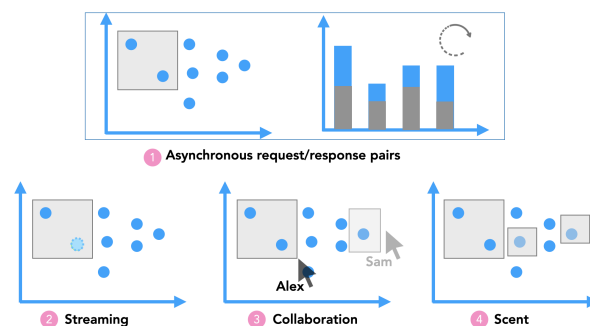 1 Asynchronous request/response pairs
Sam
Alex
2 Streaming
3 Collaboration
4 Scent